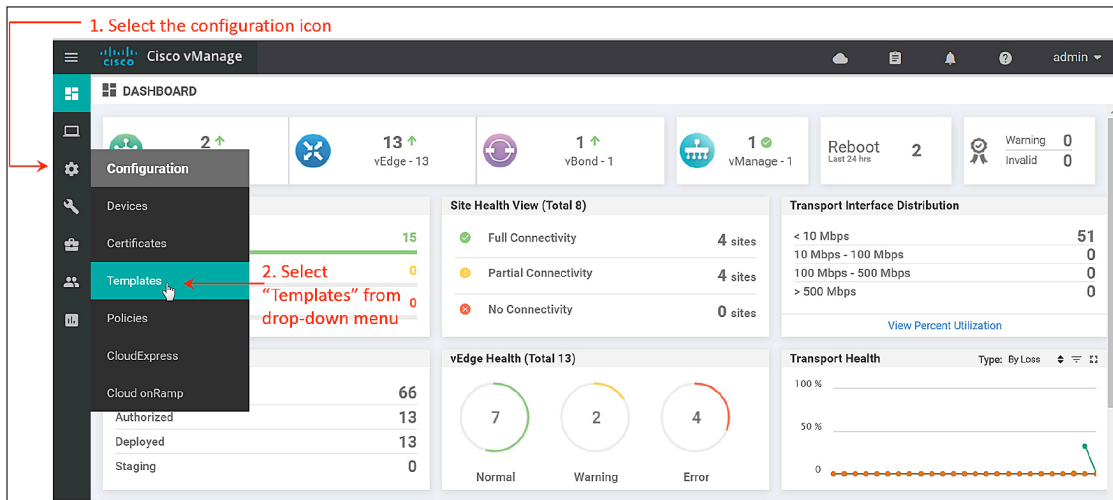 1. Select the configuration icon
cisco
Cisco vManage
admin
DASHBOARD
2
13
vEdge - 13
1
vBond - 1
1
vManage - 1
Reboot
Last 24 hrs
2
Warning 0
Invalid 0
Configuration
Devices
Certificates
Templates
Policies
CloudExpress
Cloud onRamp
2. Select
“Templates” from
drop-down menu
15
0
0
Site Health View (Total 8)
Full Connectivity 4 sites
Partial Connectivity 4 sites
No Connectivity 0 sites
Transport Interface Distribution
< 10 Mbps 51
10 Mbps - 100 Mbps 0
100 Mbps - 500 Mbps 0
> 500 Mbps 0
View Percent Utilization
66
Authorized 13
Deployed 13
Staging 0
vEdge Health (Total 13)
7 2 4
Normal Warning Error
Transport Health Type: By Loss
100 %
50 %
0